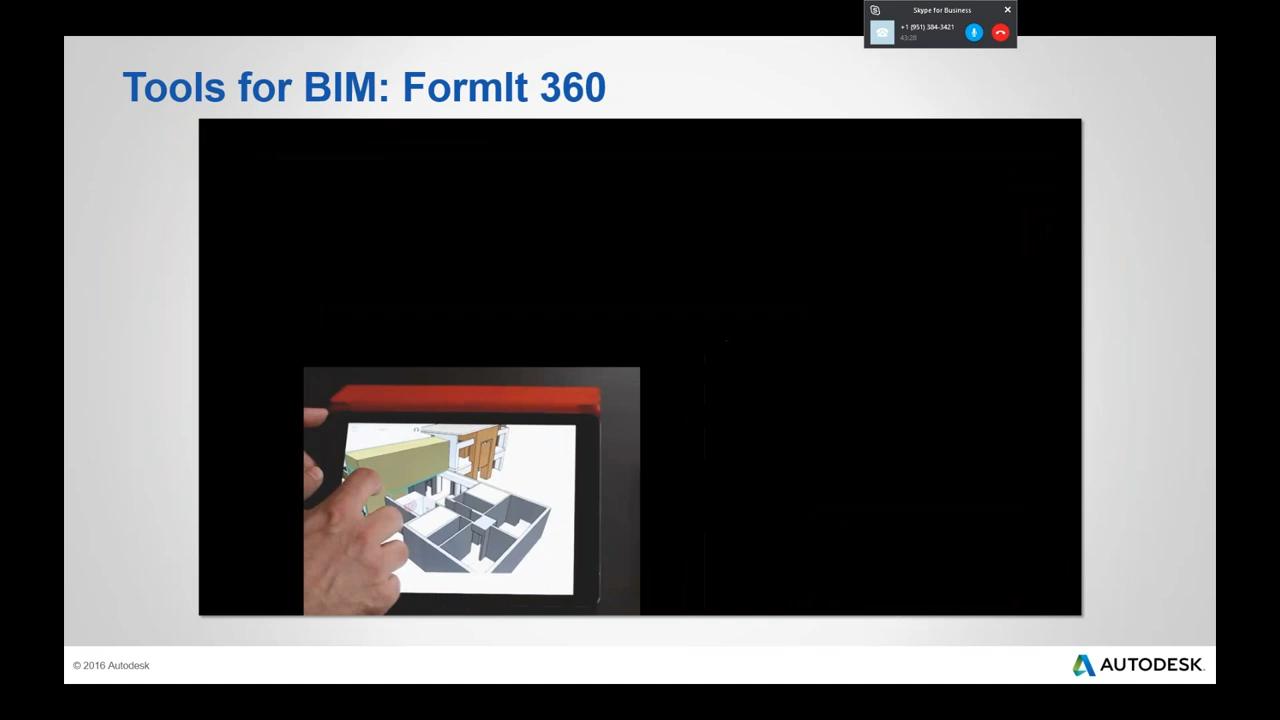 Skype for Business
+1 (951) 384-3421
43:28
Tools for BIM: FormIt 360
© 2016 Autodesk
AUTODESK.